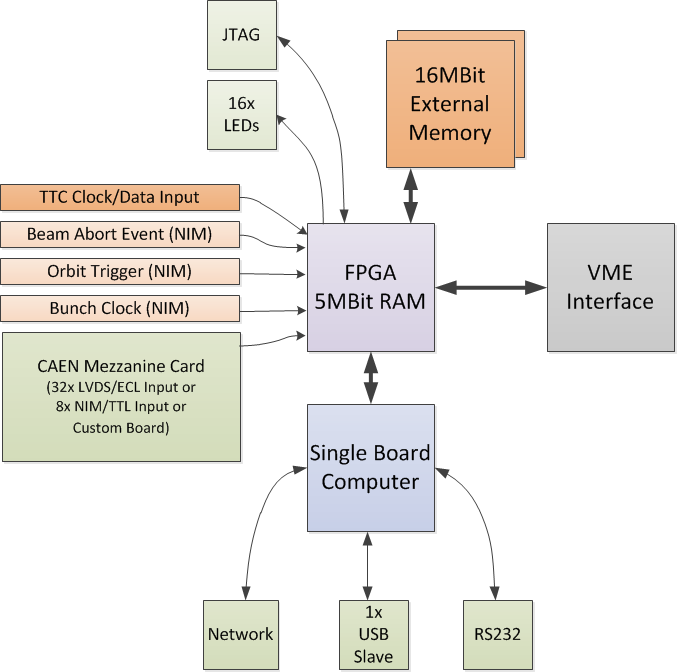 JTAG
16x
LEDs
16MBit
External
Memory
TTC Clock/Data Input
Beam Abort Event (NIM)
Orbit Trigger (NIM)
Bunch Clock (NIM)
CAEN Mezzanine Card
(32x LVDS/ECL Input or
8x NIM/TTL Input or
Custom Board)
FPGA
5MBit RAM
VME
Interface
Single Board
Computer
Network
1x
USB
Slave
RS232